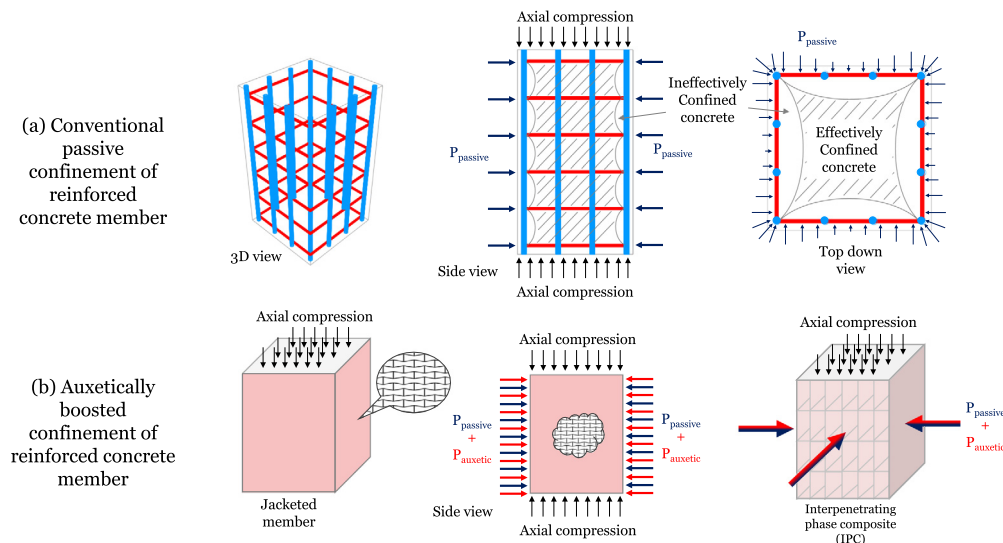 (a) Conventional
passive
confinement of
reinforced
concrete member
3D view
Axial compression
P_passive
P_passive
Side view
Axial compression
Ineffectively
Confined
concrete
P_passive
Effectively
Confined
concrete
Top down
view
(b) Auxetically
boosted
confinement of
reinforced concrete
member
Axial compression
Jacketed
member
Axial compression
P_passive
+
P_auxetic
P_passive
+
P_auxetic
Side view
Axial compression
Axial compression
P_passive
+
P_auxetic
Interpenetrating
phase composite
(IPC)